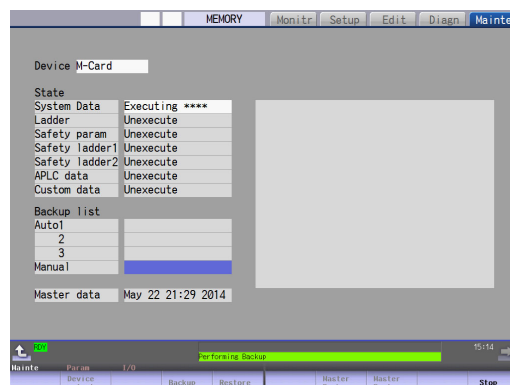 MEMORY Monitr Setup Edit Diagn Mainte
Device M-Card
State
System Data Executing ****
Ladder Unexecute
Safety param Unexecute
Safety ladder1 Unexecute
Safety ladder2 Unexecute
APLC data Unexecute
Custom data Unexecute
Backup list
Auto1
2
3
Manual
Master data May 22 21:29 2014
RDY 15:14
Performing Backup
Mainte Param I/O
Device Backup Restore Master Master Stop